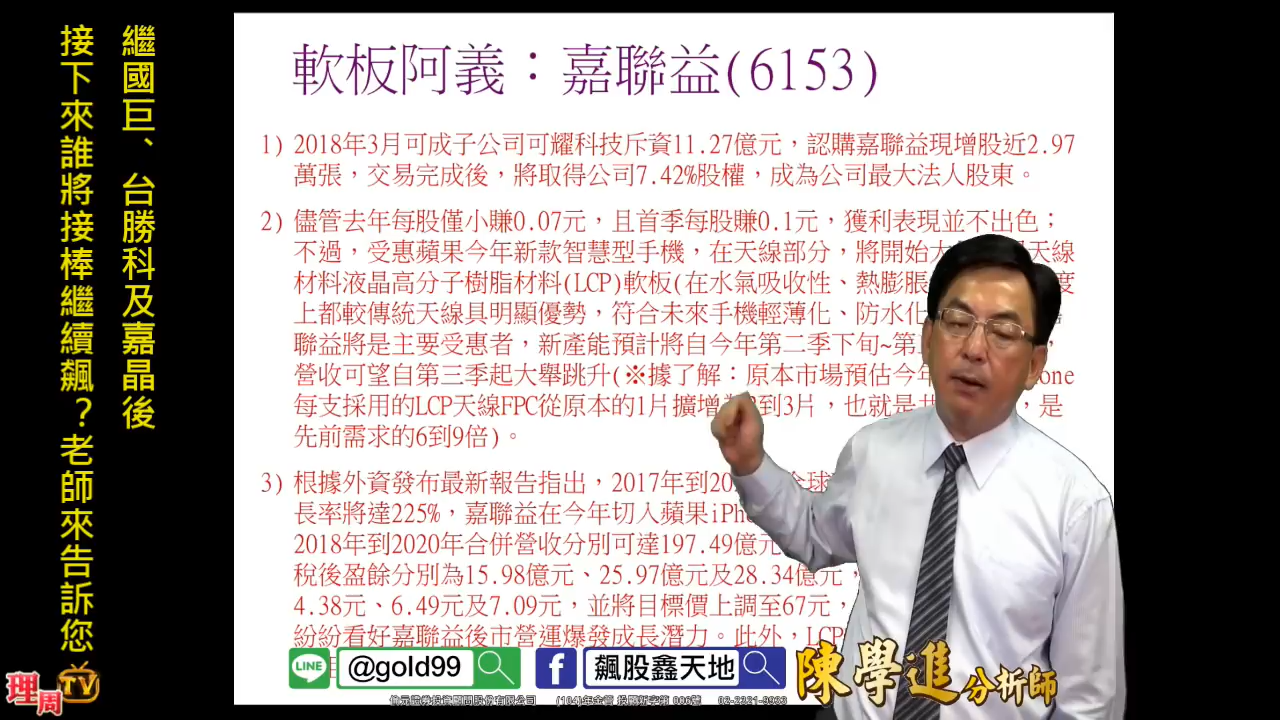 繼國巨、台勝科及嘉晶後
接下來誰將接棒繼續飆？老師來告訴您
軟板阿義：嘉聯益(6153)
1) 2018年3月可成子公司可耀科技斥資11.27億元，認購嘉聯益現增股近2.97
萬張，交易完成後，將取得公司7.42%股權，成為公司最大法人股東。
2) 儘管去年每股僅小賺0.07元，且首季每股賺0.1元，獲利表現並不出色；
不過，受惠蘋果今年新款智慧型手機，在天線部分，將開始大 天線
材料液晶高分子樹脂材料(LCP)軟板(在水氣吸收性、熱膨脹 度
上都較傳統天線具明顯優勢，符合未來手機輕薄化、防水化
聯益將是主要受惠者，新產能預計將自今年第二季下旬~第
營收可望自第三季起大舉跳升(※據了解：原本市場預估今年 one
每支採用的LCP天線FPC從原本的1片擴增 到3片，也就是 ，是
先前需求的6到9倍)。
3) 根據外資發布最新報告指出，2017年到20 全球
長率將達225%，嘉聯益在今年切入蘋果iPh
2018年到2020年合併營收分別可達197.49億元
稅後盈餘分別為15.98億元、25.97億元及28.34億元，
4.38元、6.49元及7.09元，並將目標價上調至67元，
紛紛看好嘉聯益後市營運爆發成長潛力。此外，LCP
LINE @gold99 f 飆股鑫天地
陳學進分析師
理周TV